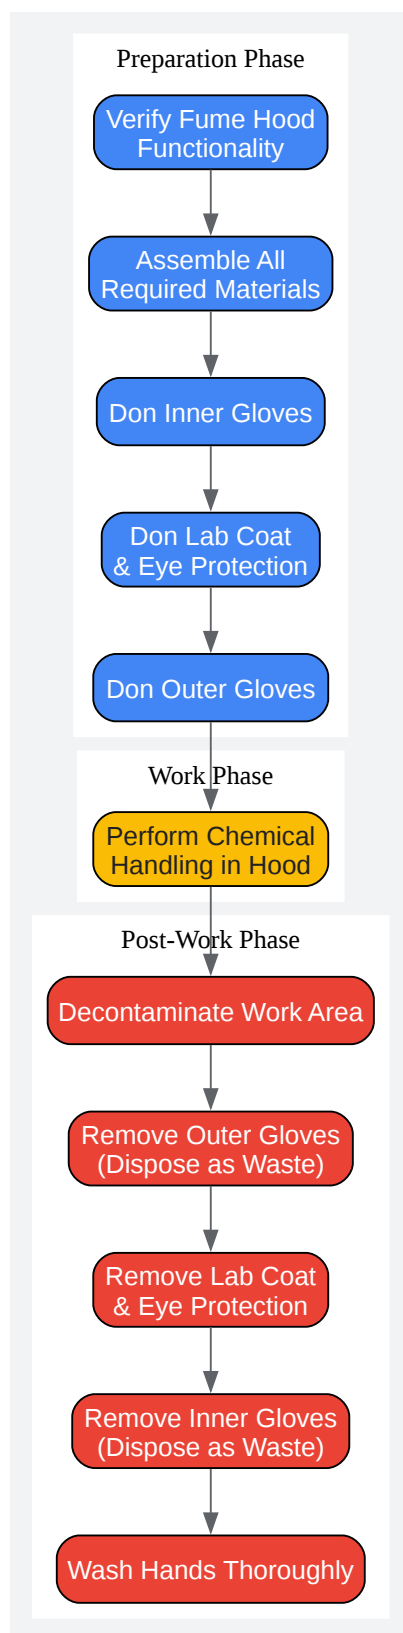 Preparation Phase
Verify Fume Hood
Functionality
Assemble All
Required Materials
Don Inner Gloves
Don Lab Coat
& Eye Protection
Don Outer Gloves
Work Phase
Perform Chemical
Handling in Hood
Post-Work Phase
Decontaminate Work Area
Remove Outer Gloves
(Dispose as Waste)
Remove Lab Coat
& Eye Protection
Remove Inner Gloves
(Dispose as Waste)
Wash Hands Thoroughly